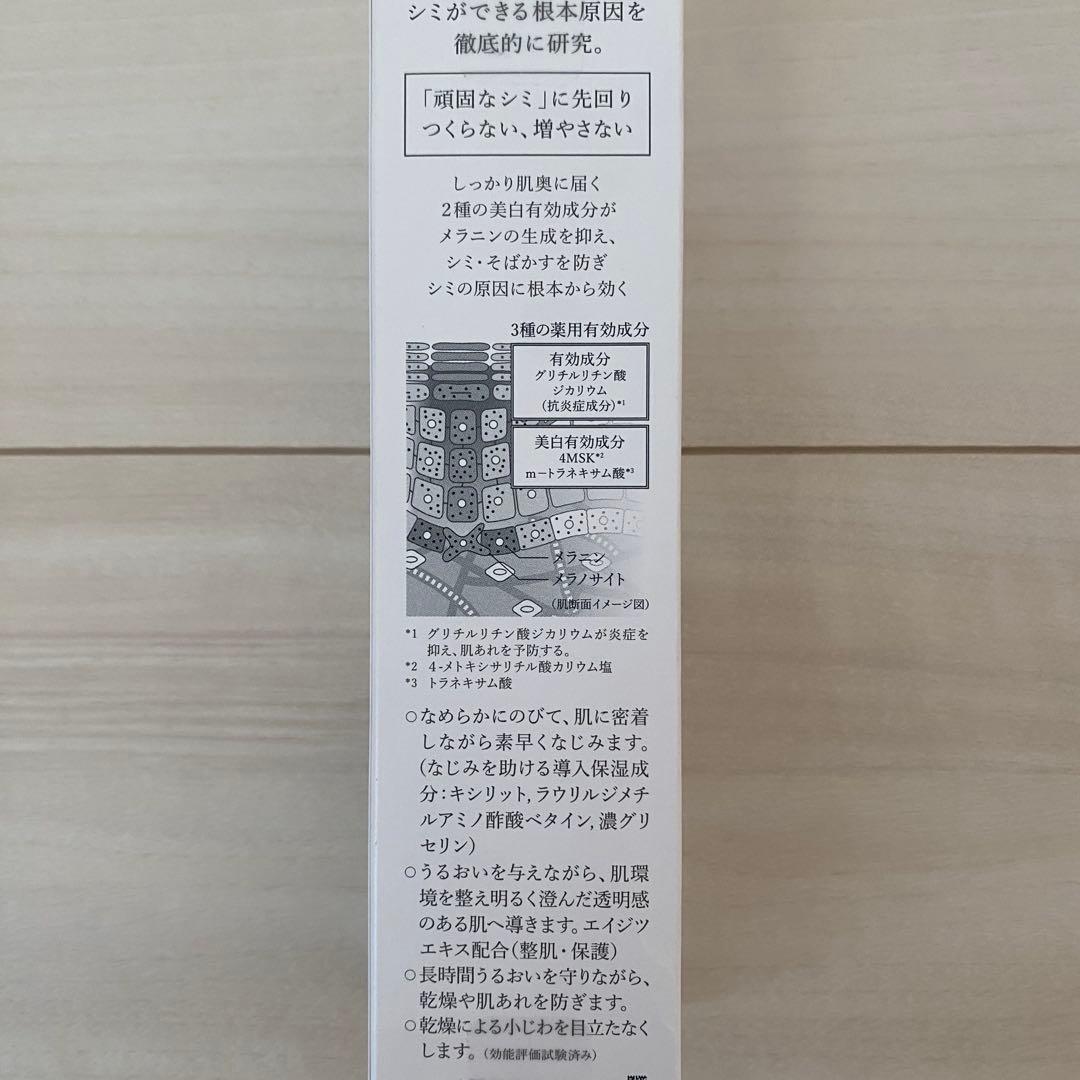 シミができる根本原因を
徹底的に研究。
「頑固なシミ」に先回り
つくらない、増やさない
しっかり肌奥に届く
2種の美白有効成分が
メラニンの生成を抑え、
シミ・そばかすを防ぎ
シミの原因に根本から効く
3種の薬用有効成分
有効成分
グリチルリチン酸
ジカリウム
(抗炎症成分)*1
美白有効成分
4MSK*2
m-トラネキサム酸*3
メラニン
メラノサイト
(肌断面イメージ図)
*1 グリチルリチン酸ジカリウムが炎症を
抑え、肌あれを予防する。
*2 4-メトキシサリチル酸カリウム塩
*3 トラネキサム酸
○なめらかにのびて、肌に密着
しながら素早くなじみます。
(なじみを助ける導入保湿成
分:キシリット,ラウリルジメチ
ルアミノ酢酸ベタイン,濃グリ
セリン)
○うるおいを与えながら、肌環
境を整え明るく澄んだ透明感
のある肌へ導きます。エイジツ
エキス配合(整肌・保護)
○長時間うるおいを守りながら、
乾燥や肌あれを防ぎます。
○乾燥による小じわを目立たなく
します。(効能評価試験済み)